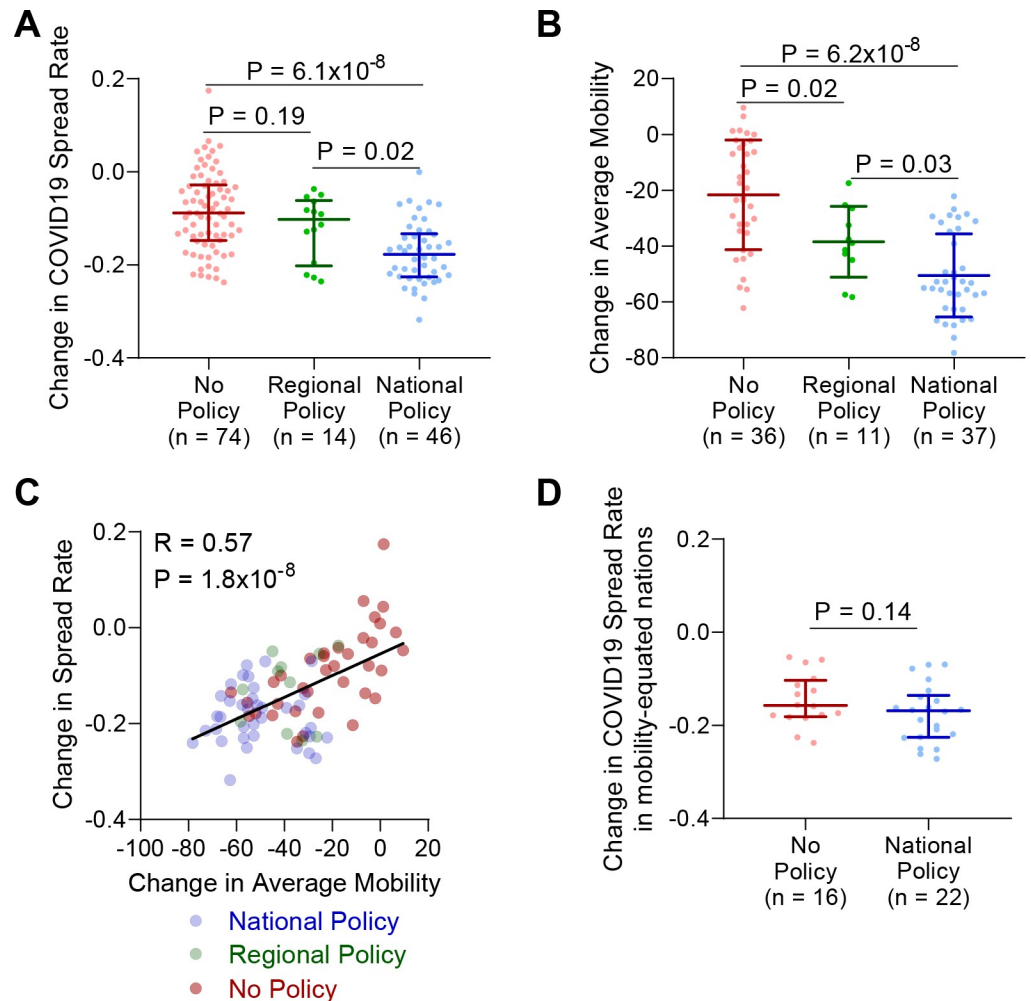 A
Change in COVID19 Spread Rate
0.2
0.0
-0.2
-0.4
P = 6.1x10-8
P = 0.19
P = 0.02
No
Policy
(n = 74)
Regional
Policy
(n = 14)
National
Policy
(n = 46)
B
Change in Average Mobility
20
0
-20
-40
-60
-80
P = 6.2x10-8
P = 0.02
P = 0.03
No
Policy
(n = 36)
Regional
Policy
(n = 11)
National
Policy
(n = 37)
C
Change in Spread Rate
0.2
0.0
-0.2
-0.4
R = 0.57
P = 1.8x10-8
-100 -80 -60 -40 -20 0 20
Change in Average Mobility
National Policy
Regional Policy
No Policy
D
Change in COVID19 Spread Rate
in mobility-equated nations
0.2
0.0
-0.2
-0.4
P = 0.14
No
Policy
(n = 16)
National
Policy
(n = 22)